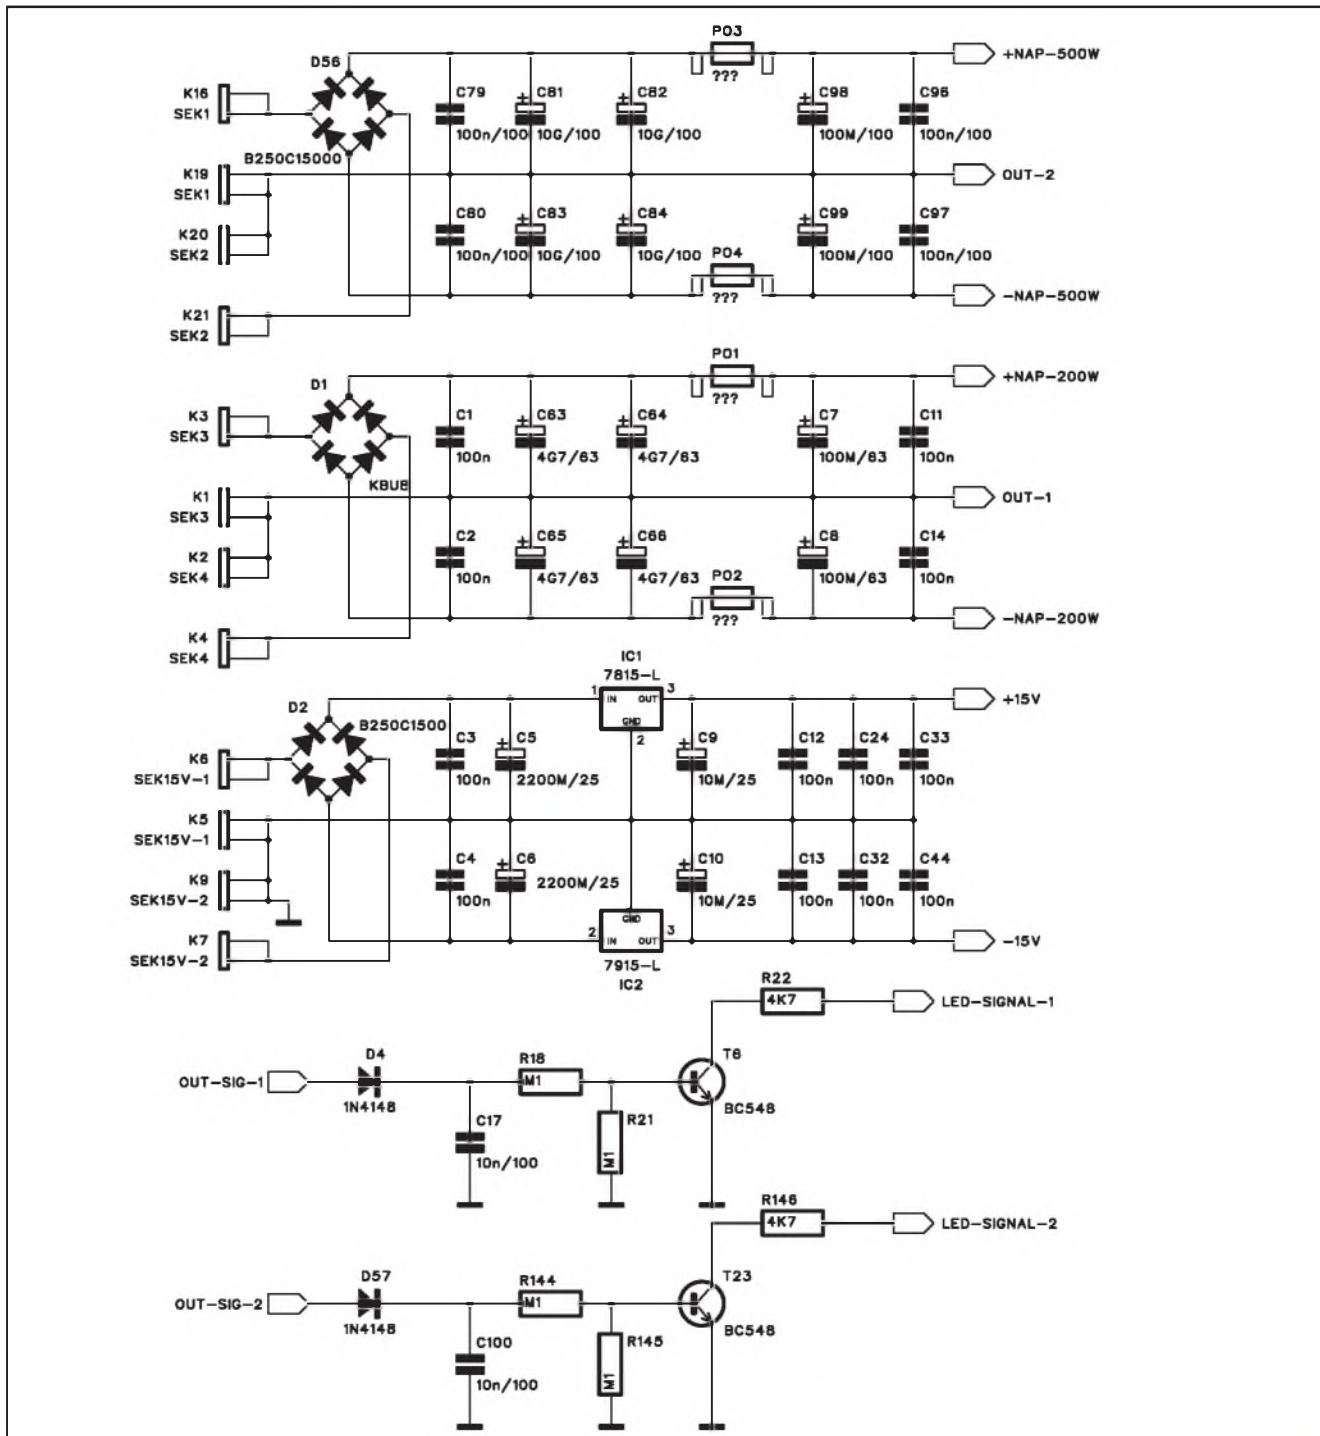 PO3
+NAP-500W
???
D56
K16
SEK1
C79
100n/100
C81
10G/100
C82
10G/100
C98
100M/100
C96
100n/100
B250C15000
K19
SEK1
OUT-2
K20
SEK2
C80
100n/100
C83
10G/100
C84
10G/100
C99
100M/100
C97
100n/100
PO4
???
-NAP-500W
K21
SEK2
PO1
+NAP-200W
???
D1
K3
SEK3
C1
100n
C63
4G7/63
C64
4G7/63
C7
100M/63
C11
100n
KBU8
K1
SEK3
OUT-1
K2
SEK4
C2
100n
C65
4G7/63
C66
4G7/63
C8
100M/63
C14
100n
PO2
???
-NAP-200W
K4
SEK4
IC1
7815-L
1 IN OUT 3
GND
2
+15V
D2
B250C1500
K6
SEK15V-1
C3
100n
C5
2200M/25
C9
10M/25
C12
100n
C24
100n
C33
100n
K5
SEK15V-1
K9
SEK15V-2
C4
100n
C6
2200M/25
C10
10M/25
C13
100n
C32
100n
C44
100n
GND
2 IN OUT 3
7915-L
IC2
-15V
K7
SEK15V-2
R22
4K7
LED-SIGNAL-1
OUT-SIG-1
D4
1N4148
R18
M1
T6
BC548
C17
10n/100
R21
M1
R146
4K7
LED-SIGNAL-2
OUT-SIG-2
D57
1N4148
R144
M1
T23
BC548
C100
10n/100
R145
M1